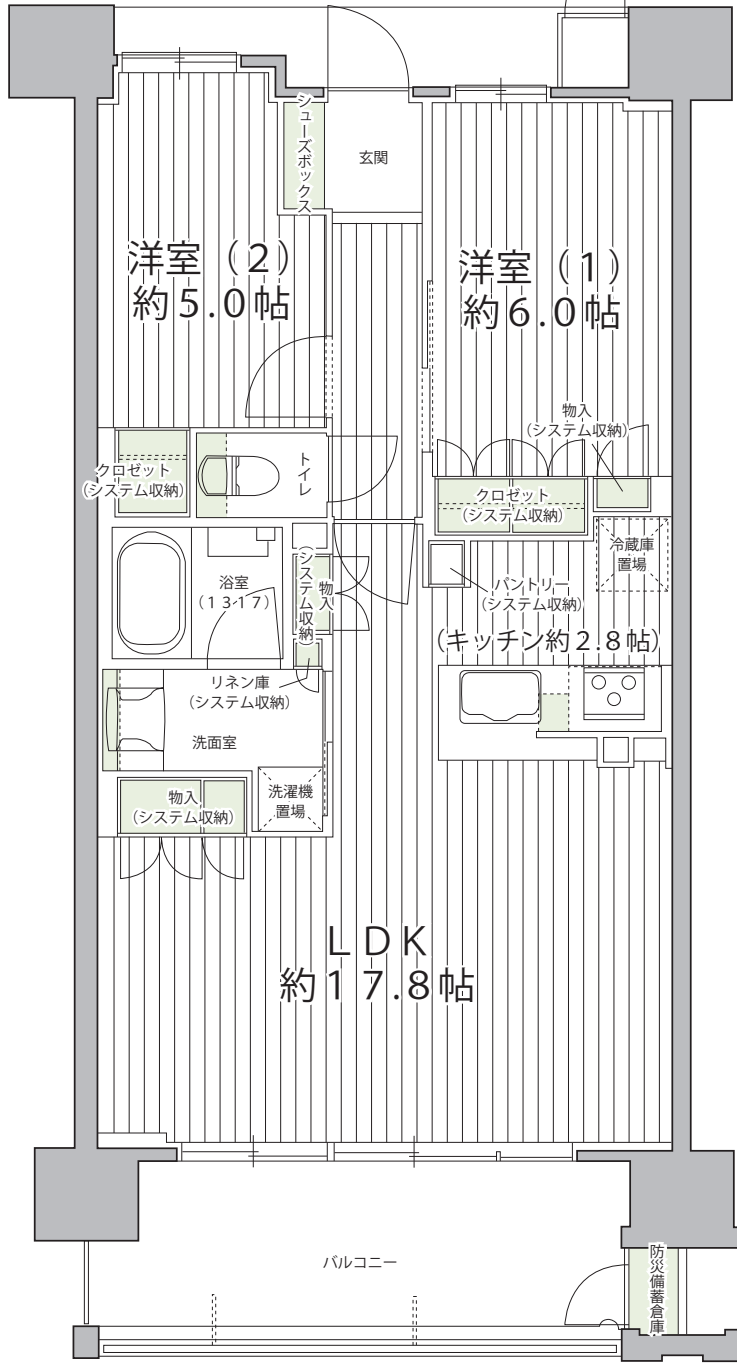 シューズボックス
玄関
洋室（2）
約5.0帖
洋室（1）
約6.0帖
物入
（システム収納）
クロゼット
（システム収納）
トイレ
クロゼット
（システム収納）
冷蔵庫
置場
浴室
（1317）
物入
（システム収納）
パントリー
（システム収納）
（キッチン約2.8帖）
リネン庫
（システム収納）
洗面室
洗濯機
置場
物入
（システム収納）
LDK
約17.8帖
バルコニー
防災備蓄倉庫